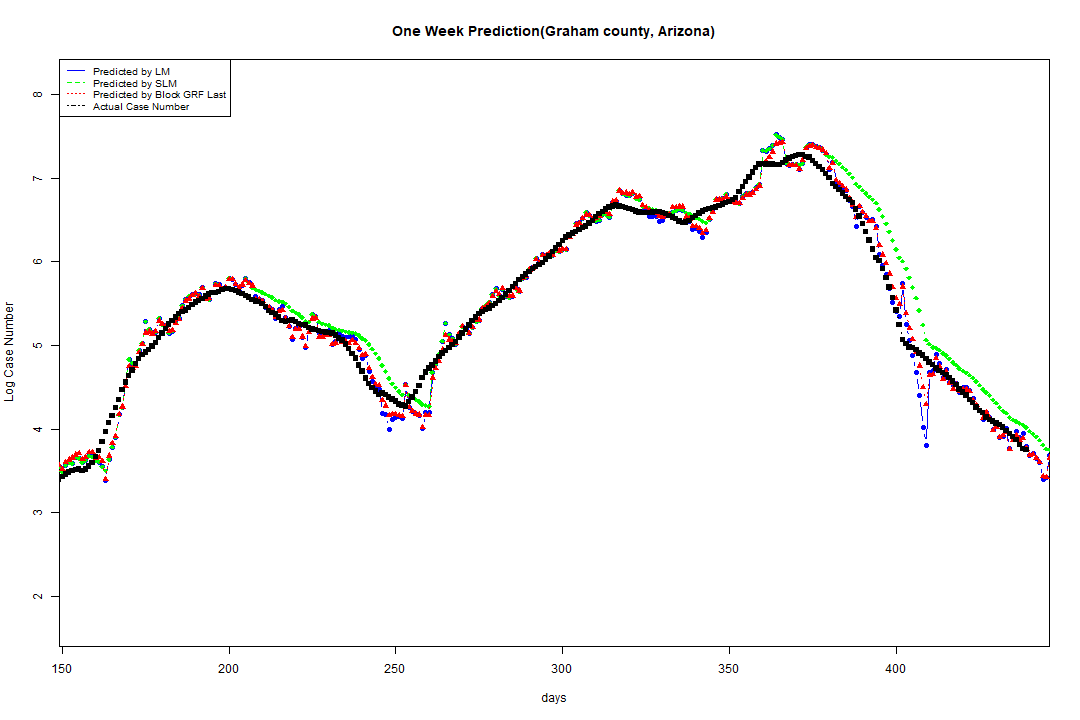 One Week Prediction(Graham county, Arizona)
Predicted by LM
Predicted by SLM
Predicted by Block GRF Last
Actual Case Number
Log Case Number
8
7
6
5
4
3
2
150 200 250 300 350 400
days